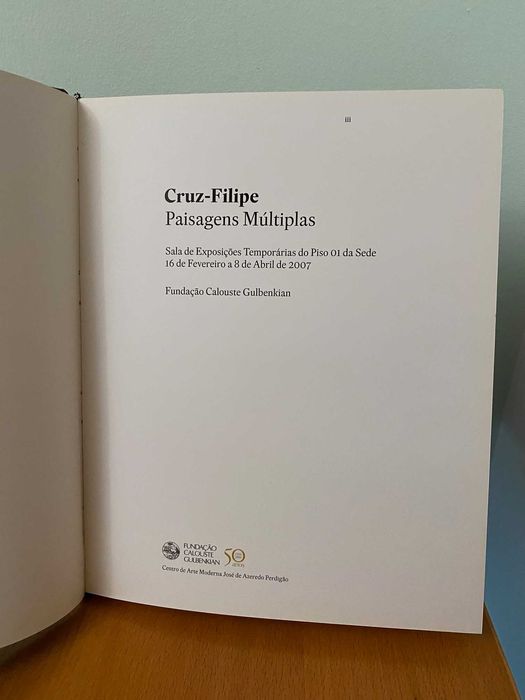 iii
Cruz-Filipe
Paisagens Múltiplas
Sala de Exposições Temporárias do Piso 01 da Sede
16 de Fevereiro a 8 de Abril de 2007
Fundação Calouste Gulbenkian
FUNDAÇÃO
CALOUSTE
GULBENKIAN
50
anos
Centro de Arte Moderna José de Azeredo Perdigão